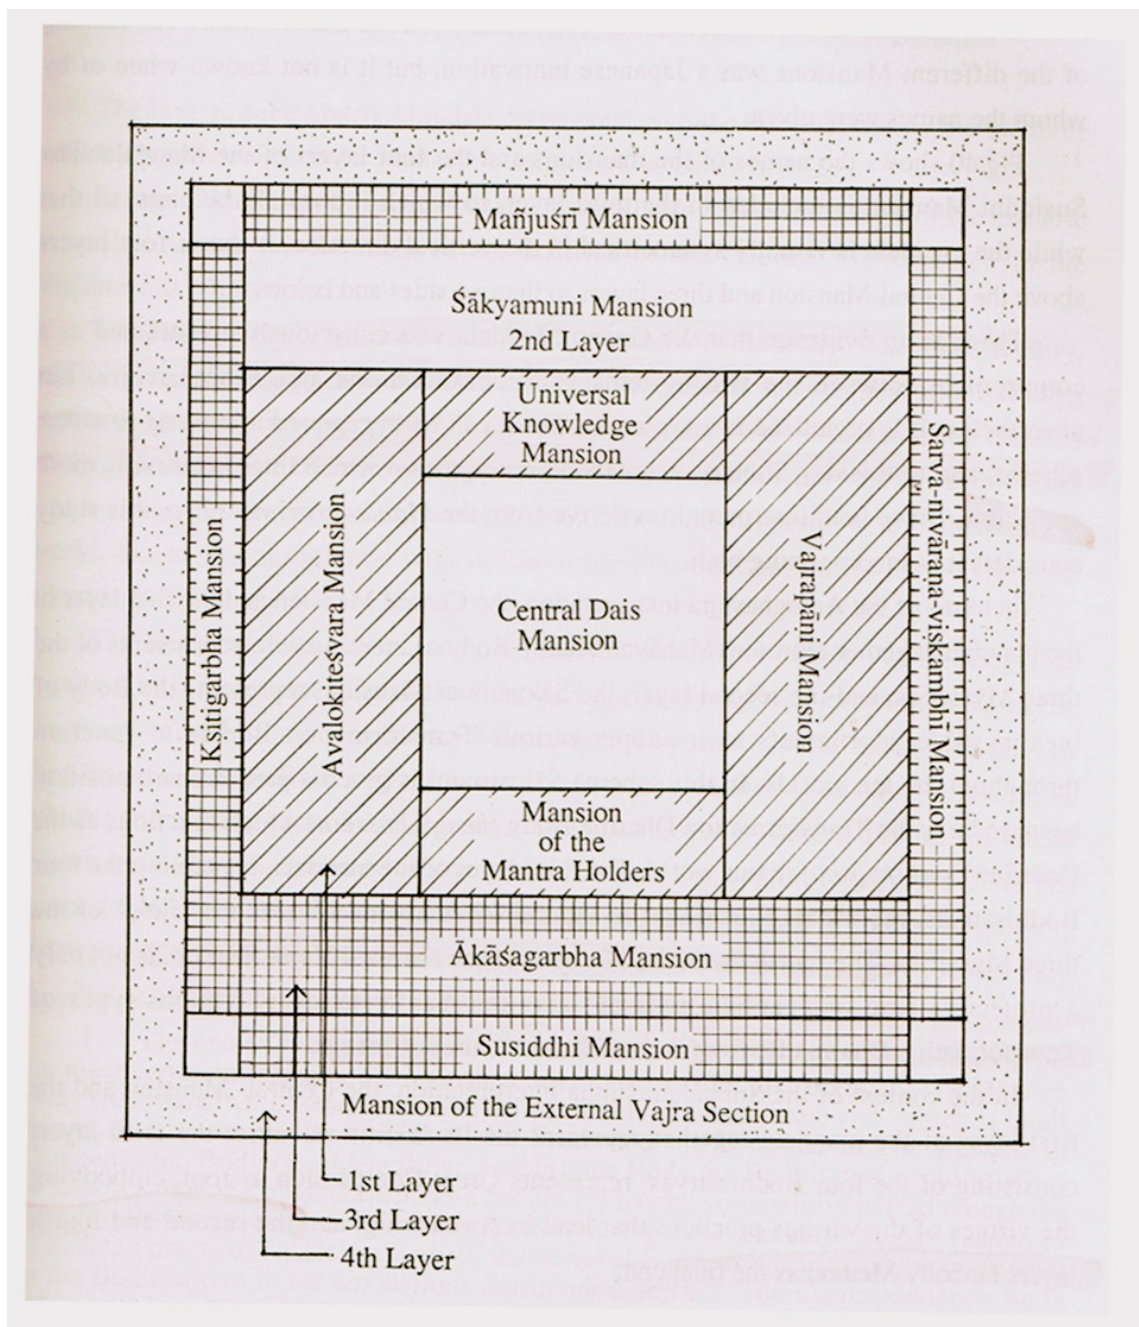 Mañjuśrī Mansion
Śākyamuni Mansion
2nd Layer
Universal
Knowledge
Mansion
Kṣitigarbha Mansion
Avalokiteśvara Mansion
Central Dais
Mansion
Vajrapāṇi Mansion
Sarva-nivāraṇa-viṣkambhī Mansion
Mansion
of the
Mantra Holders
Ākāśagarbha Mansion
Susiddhi Mansion
Mansion of the External Vajra Section
1st Layer
3rd Layer
4th Layer